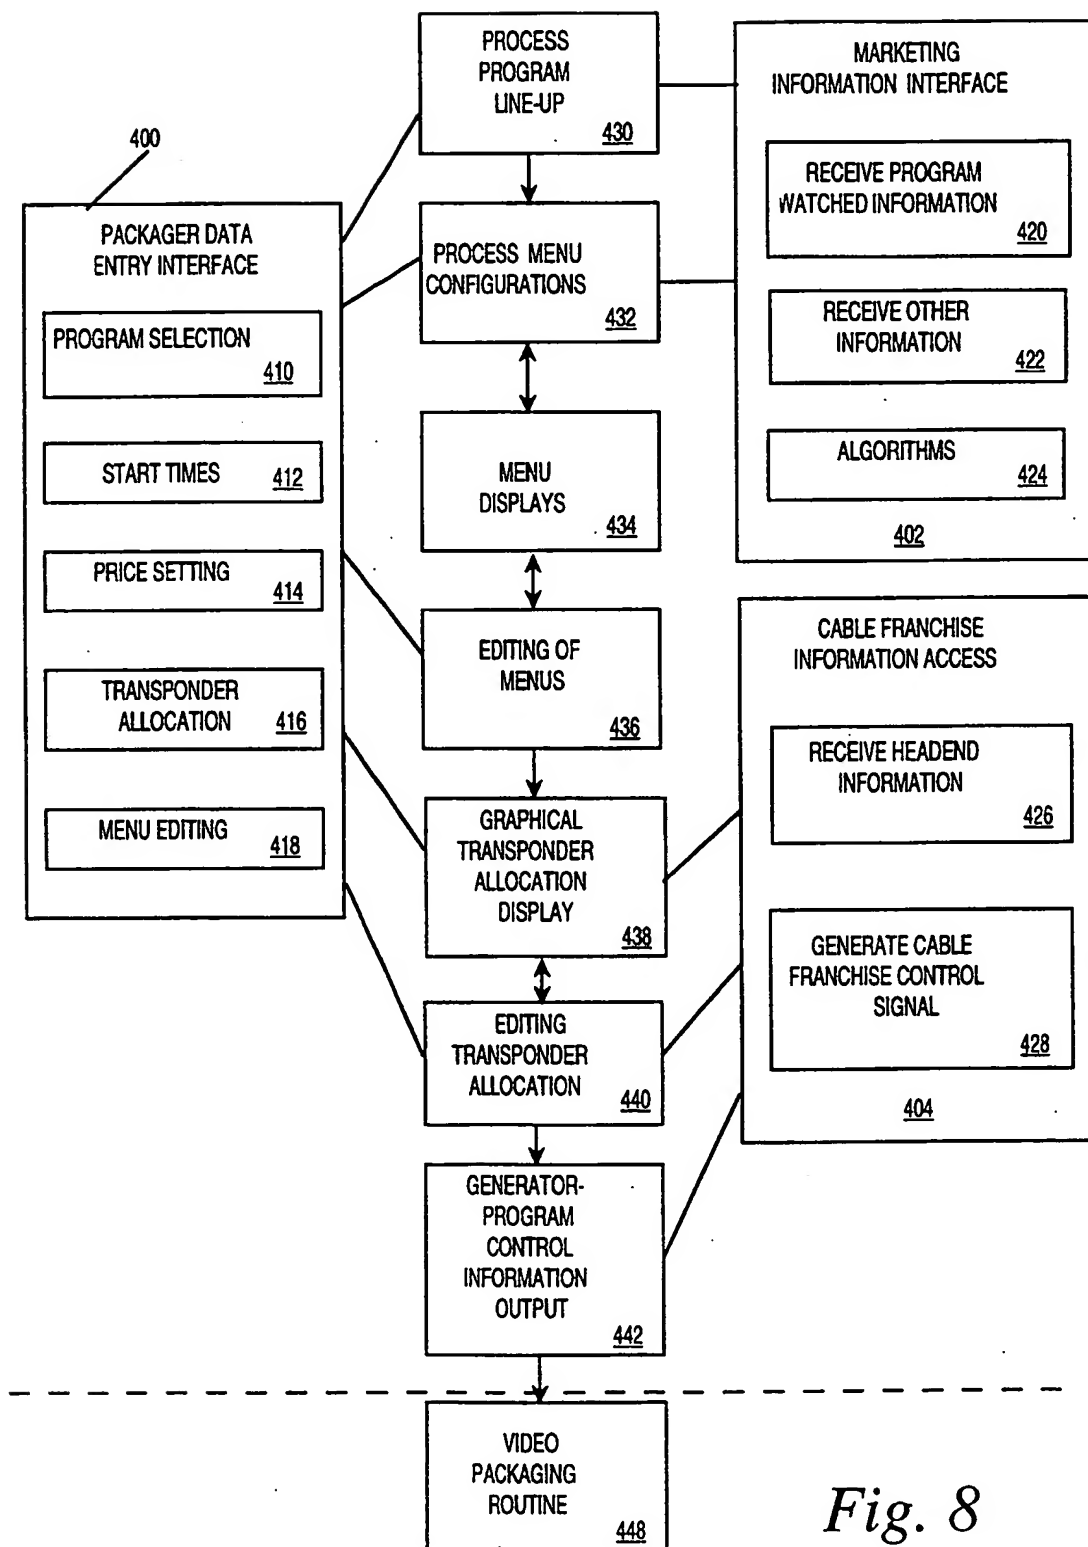 PROCESS
PROGRAM
LINE-UP
430
MARKETING
INFORMATION INTERFACE
RECEIVE PROGRAM
WATCHED INFORMATION
420
RECEIVE OTHER
INFORMATION
422
ALGORITHMS
424
402
400
PACKAGER DATA
ENTRY INTERFACE
PROGRAM SELECTION
410
START TIMES
412
PRICE SETTING
414
TRANSPONDER
ALLOCATION
416
MENU EDITING
418
PROCESS MENU
CONFIGURATIONS
432
MENU
DISPLAYS
434
EDITING OF
MENUS
436
CABLE FRANCHISE
INFORMATION ACCESS
RECEIVE HEADEND
INFORMATION
426
GENERATE CABLE
FRANCHISE CONTROL
SIGNAL
428
404
GRAPHICAL
TRANSPONDER
ALLOCATION
DISPLAY
438
EDITING
TRANSPONDER
ALLOCATION
440
GENERATOR-
PROGRAM
CONTROL
INFORMATION
OUTPUT
442
VIDEO
PACKAGING
ROUTINE
448
Fig. 8